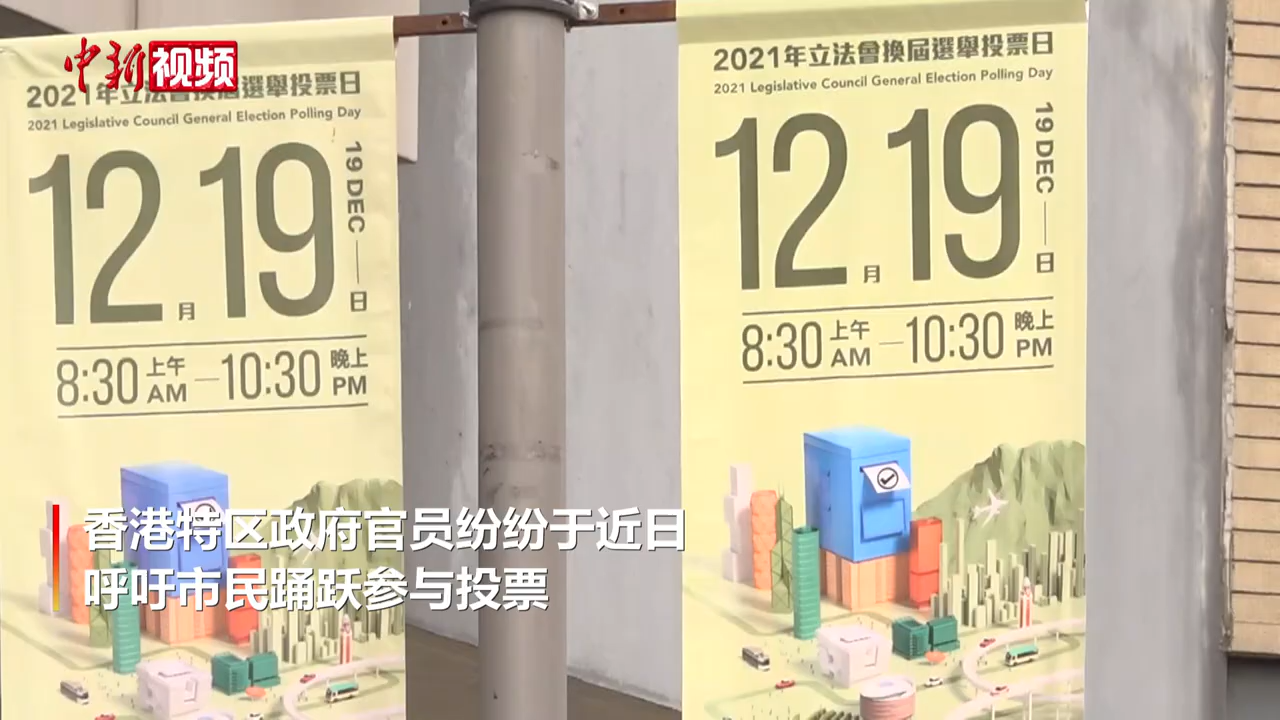 中新视频
2021年立法會換屆選舉投票日
2021 Legislative Council General Election Polling Day
12月19日
19 DEC
8:30 上午 AM — 10:30 晚上 PM
2021年立法會換屆選舉投票日
2021 Legislative Council General Election Polling Day
12月19日
19 DEC
8:30 上午 AM — 10:30 晚上 PM
香港特区政府官员纷纷于近日
呼吁市民踊跃参与投票